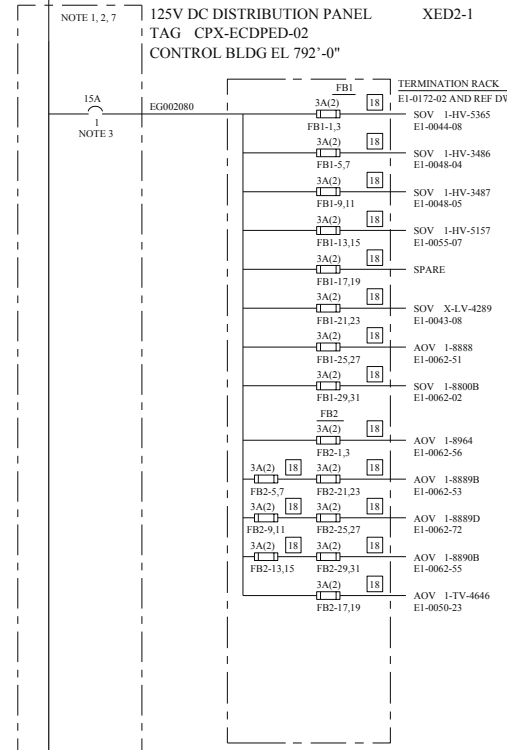 NOTE 1, 2, 7
125V DC DISTRIBUTION PANEL XED2-1
TAG CPX-ECDPED-02
CONTROL BLDG EL 792'-0"
15A
1
NOTE 3
EG002080
TERMINATION RACK
E1-0172-02 AND REF DW
FB1
3A(2) 18
FB1-1,3
SOV 1-HV-5365
E1-0044-08
3A(2) 18
FB1-5,7
SOV 1-HV-3486
E1-0048-04
3A(2) 18
FB1-9,11
SOV 1-HV-3487
E1-0048-05
3A(2) 18
FB1-13,15
SOV 1-HV-5157
E1-0055-07
3A(2) 18
FB1-17,19
SPARE
3A(2) 18
FB1-21,23
SOV X-LV-4289
E1-0043-08
3A(2) 18
FB1-25,27
AOV 1-8888
E1-0062-51
3A(2) 18
FB1-29,31
SOV 1-8800B
E1-0062-02
FB2
3A(2) 18
FB2-1,3
AOV 1-8964
E1-0062-56
3A(2) 18 3A(2) 18
FB2-5,7 FB2-21,23
AOV 1-8889B
E1-0062-53
3A(2) 18 3A(2) 18
FB2-9,11 FB2-25,27
AOV 1-8889D
E1-0062-72
3A(2) 18 3A(2) 18
FB2-13,15 FB2-29,31
AOV 1-8890B
E1-0062-55
3A(2) 18
FB2-17,19
AOV 1-TV-4646
E1-0050-23